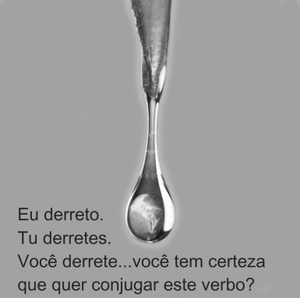 Eu derreto.
Tu derretes.
Você derrete...você tem certeza
que quer conjugar este verbo?